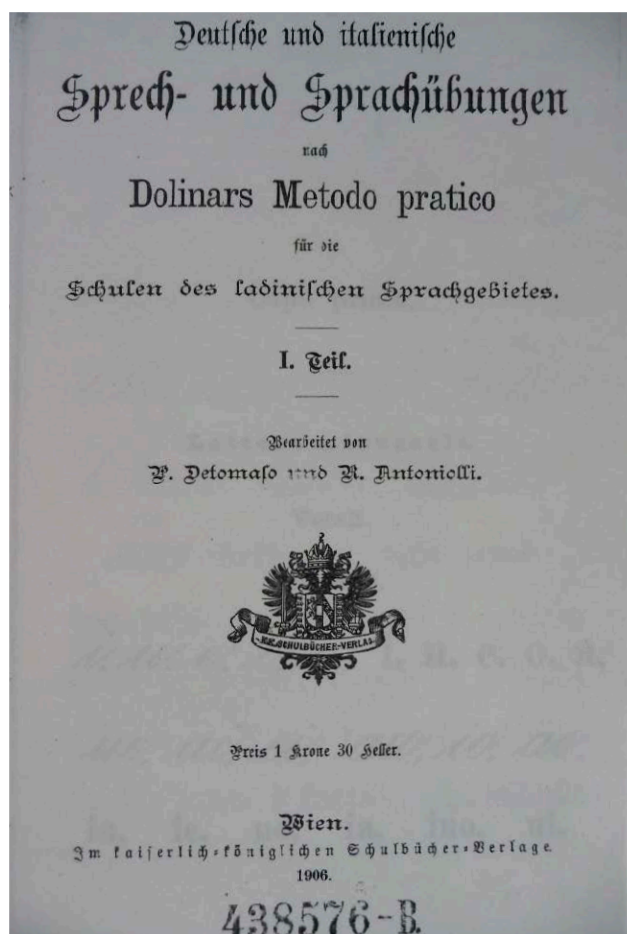 Deutsche und italienische
Sprech- und Sprachübungen
nach
Dolinars Metodo pratico
für die
Schulen des ladinischen Sprachgebietes.
I. Teil.
Bearbeitet von
P. Detomaso und R. Antoniolli.
K.K. SCHULBÜCHER-VERLAG
Preis 1 Krone 30 Heller.
Wien.
Im kaiserlich-königlichen Schulbücher-Verlage.
1906.
438576-B.